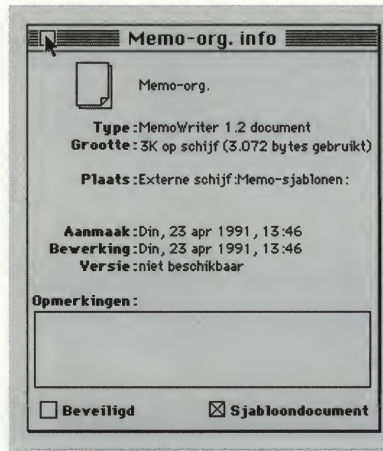 Memo-org. info
Memo-org.
Type:MemoWriter 1.2 document
Grootte:3K op schijf (3.072 bytes gebruikt)
Plaats:Externe schijf:Memo-sjablonen:
Aanmaak:Din, 23 apr 1991, 13:46
Bewerking:Din, 23 apr 1991, 13:46
Versie:niet beschikbaar
Opmerkingen:
Beveiligd
Sjabloondocument